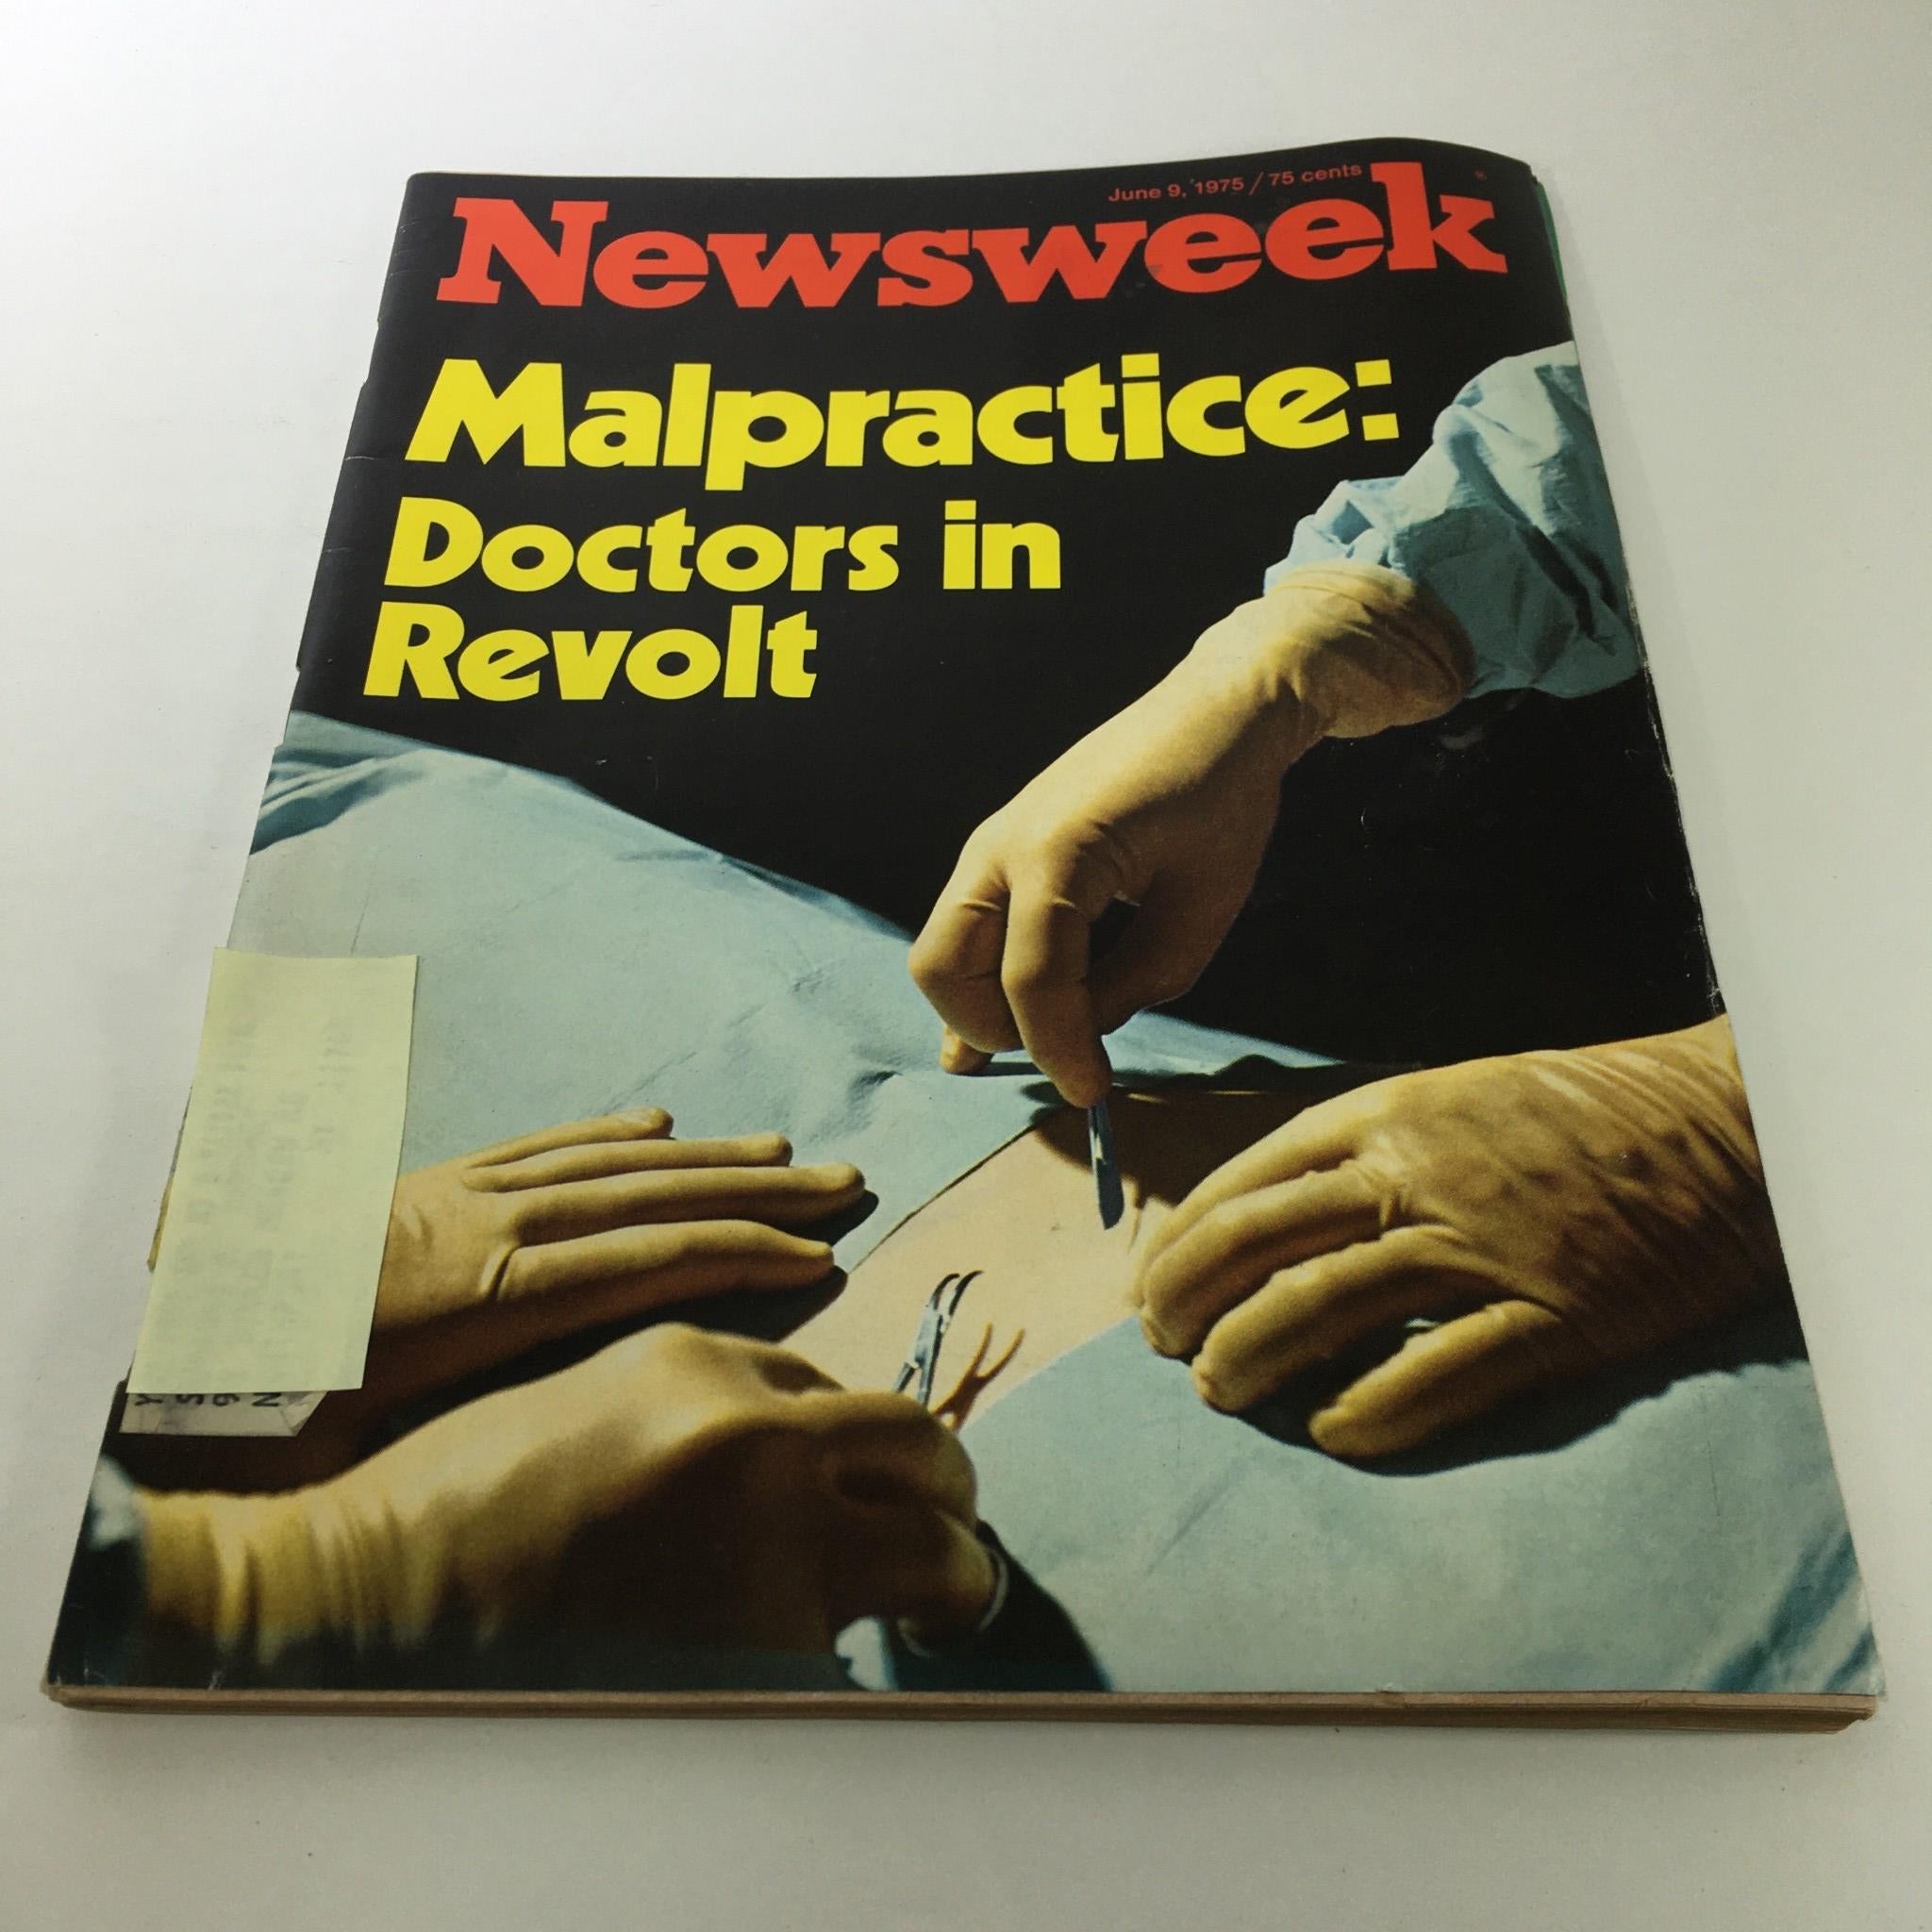 June 9, 1975 / 75 cents
Newsweek®
Malpractice:
Doctors in
Revolt